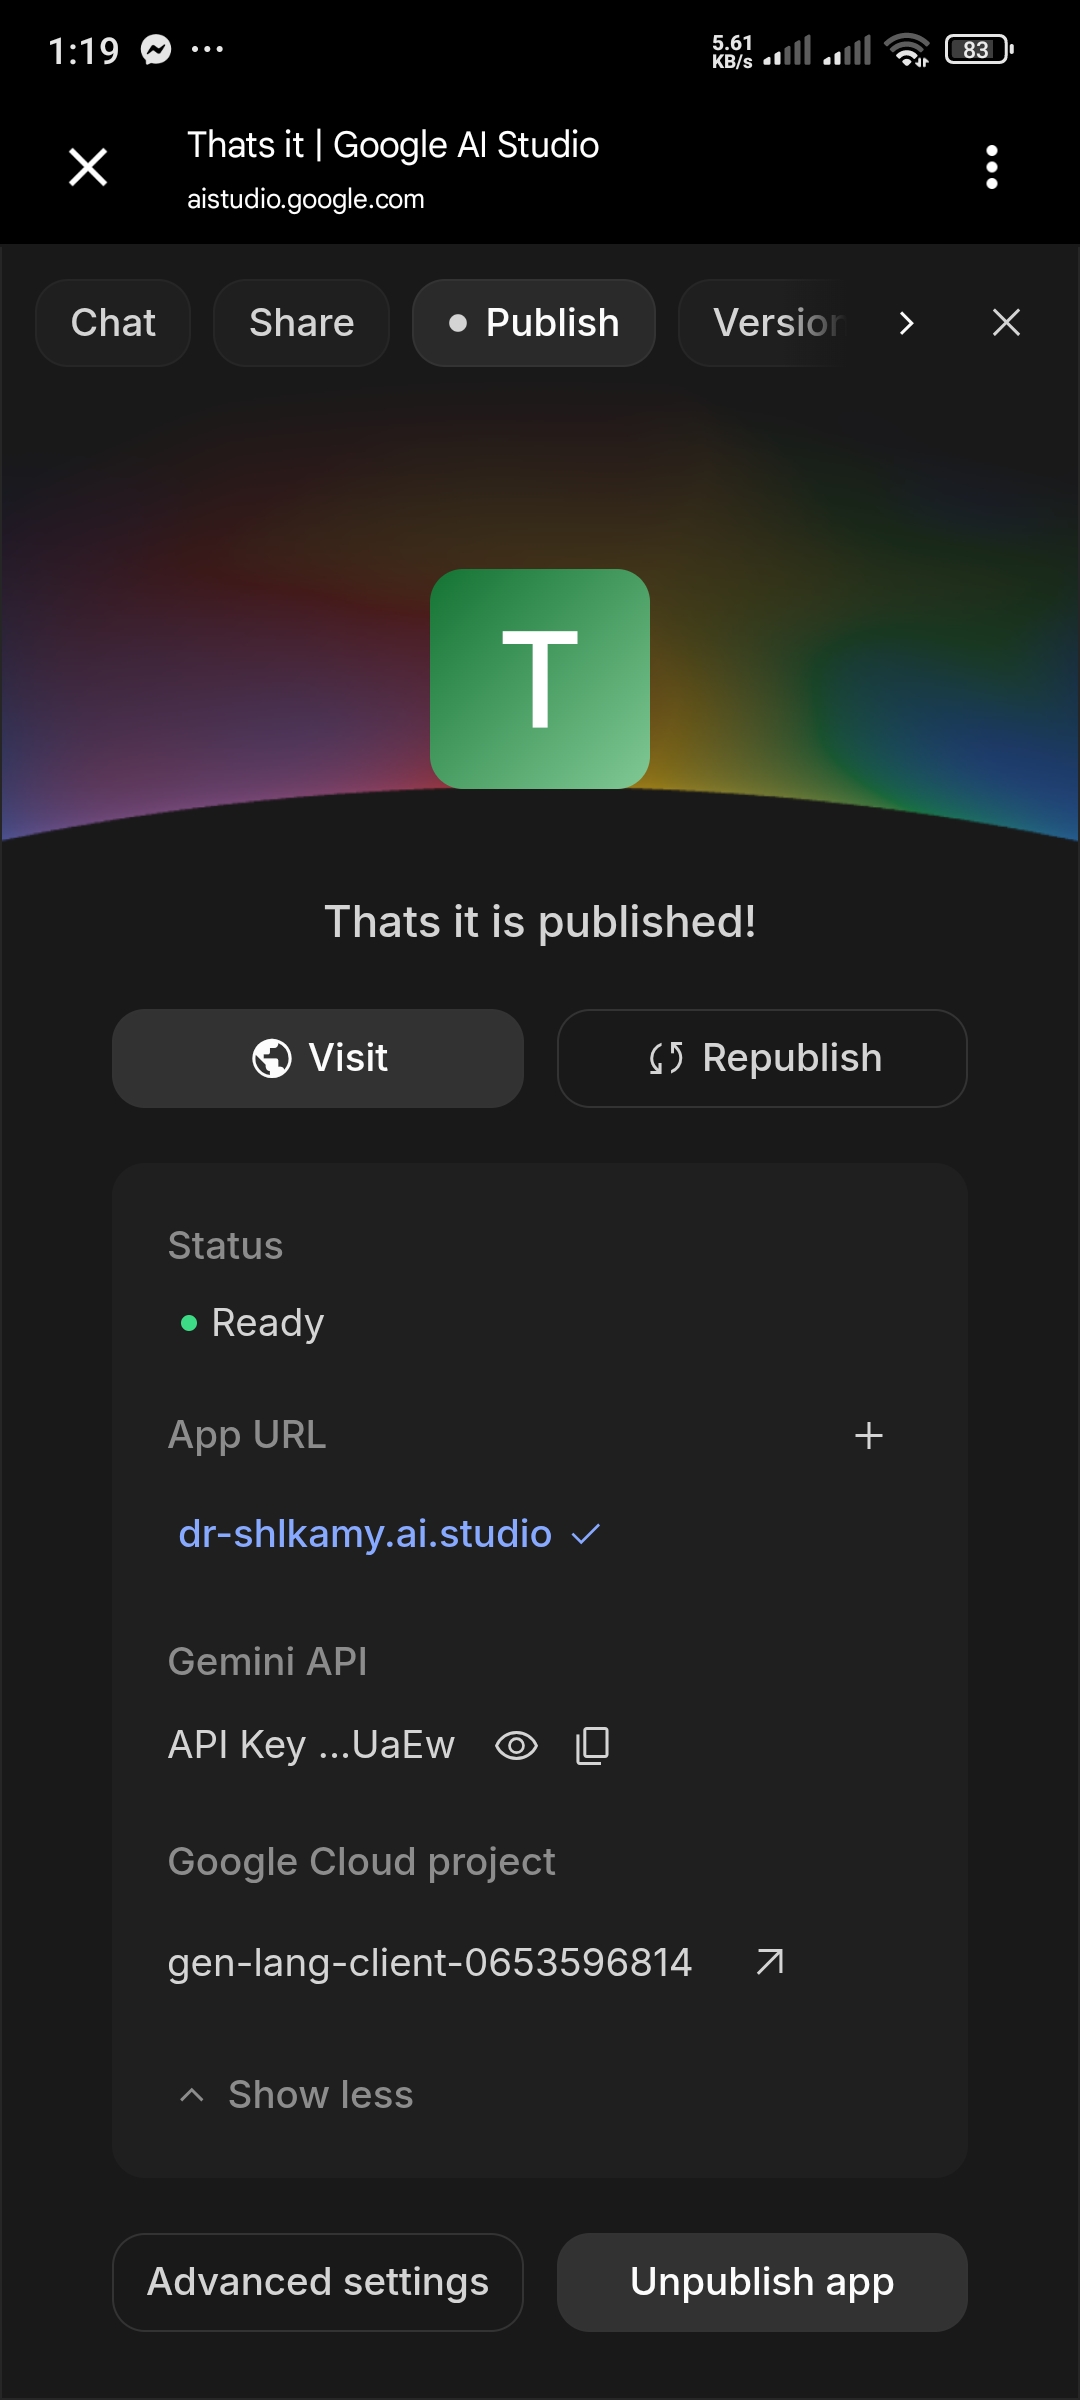 1:19
5.61
KB/s
83
Thats it | Google AI Studio
aistudio.google.com
Chat
Share
Publish
Version
T
Thats it is published!
Visit
Republish
Status
Ready
App URL
dr-shlkamy.ai.studio
Gemini API
API Key ...UaEw
Google Cloud project
gen-lang-client-0653596814
Show less
Advanced settings
Unpublish app